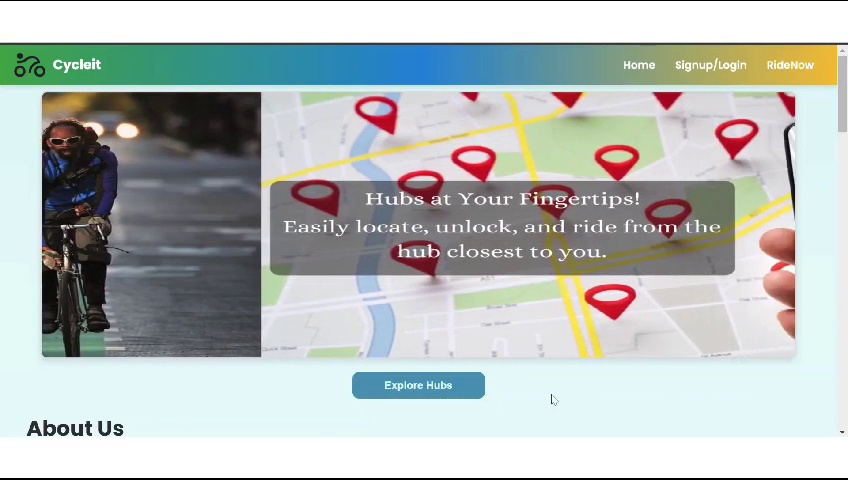 Cycleit
Home Signup/Login RideNow
Hubs at Your Fingertips!
Easily locate, unlock, and ride from the
hub closest to you.
Explore Hubs
About Us